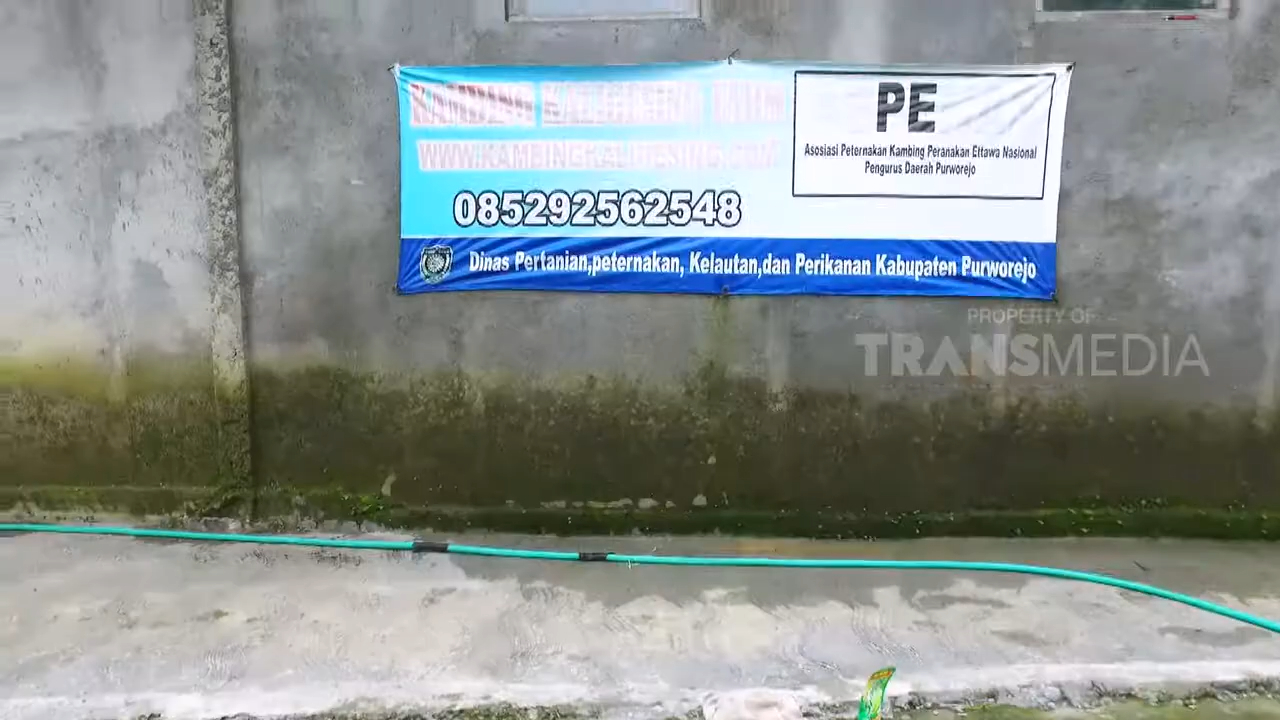 KAMBING
085292562548
PE
Asosiasi Peternakan Kambing Peranakan Ettawa Nasional
Pengurus Daerah Purworejo
Dinas Pertanian,peternakan, Kelautan,dan Perikanan Kabupaten Purworejo
PROPERTY OF
TRANSMEDIA